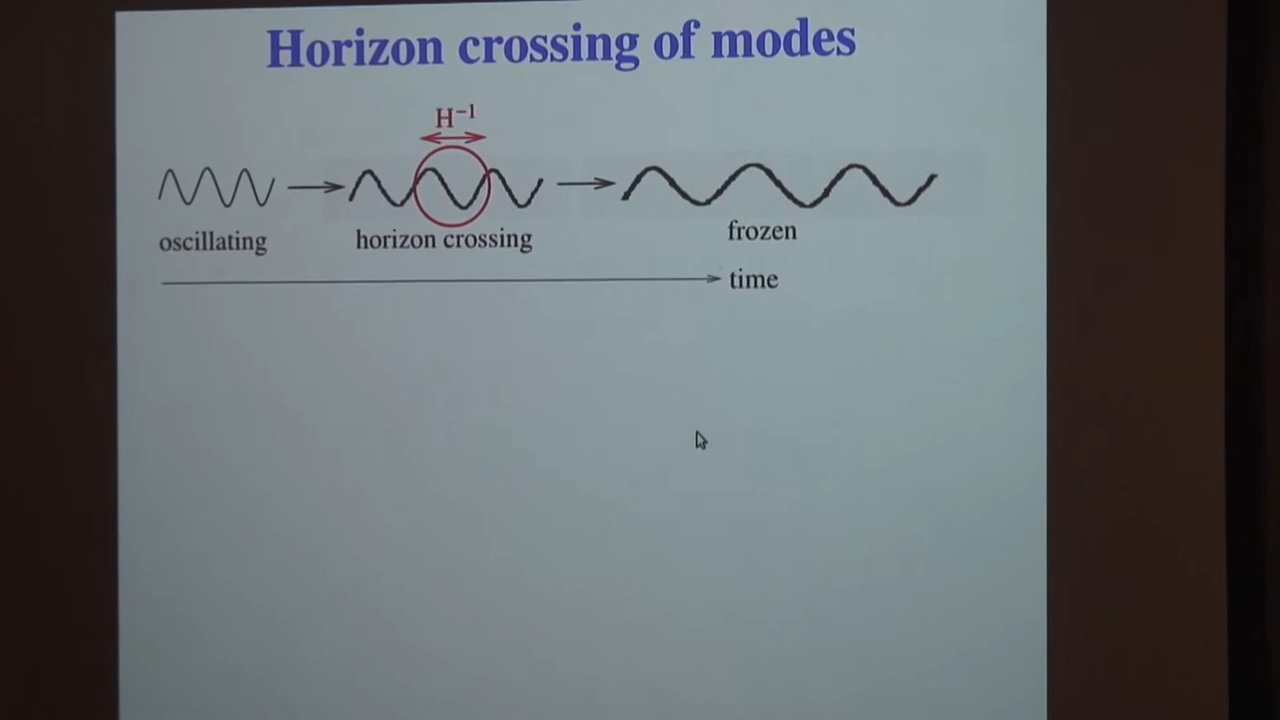 Horizon crossing of modes
H⁻¹
oscillating
horizon crossing
frozen
time